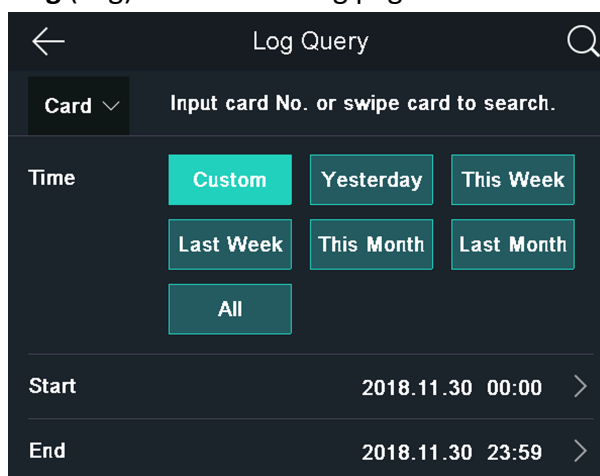 Log Query
Card
Input card No. or swipe card to search.
Time
Custom Yesterday This Week
Last Week This Month Last Month
All
Start 2018.11.30 00:00
End 2018.11.30 23:59